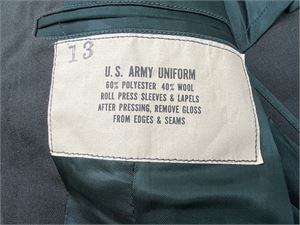 13
U.S. ARMY UNIFORM
60% POLYESTER 40% WOOL
ROLL PRESS SLEEVES & LAPELS
AFTER PRESSING, REMOVE GLOSS
FROM EDGES & SEAMS